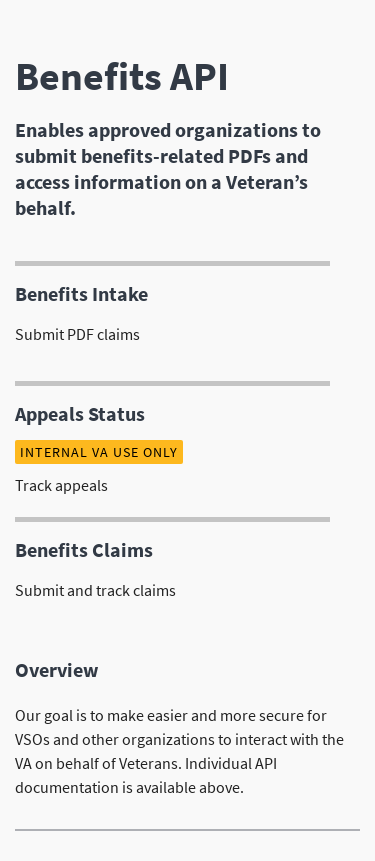 Benefits API
Enables approved organizations to
submit benefits-related PDFs and
access information on a Veteran’s
behalf.
Benefits Intake
Submit PDF claims
Appeals Status
INTERNAL VA USE ONLY
Track appeals
Benefits Claims
Submit and track claims
Overview
Our goal is to make easier and more secure for
VSOs and other organizations to interact with the
VA on behalf of Veterans. Individual API
documentation is available above.